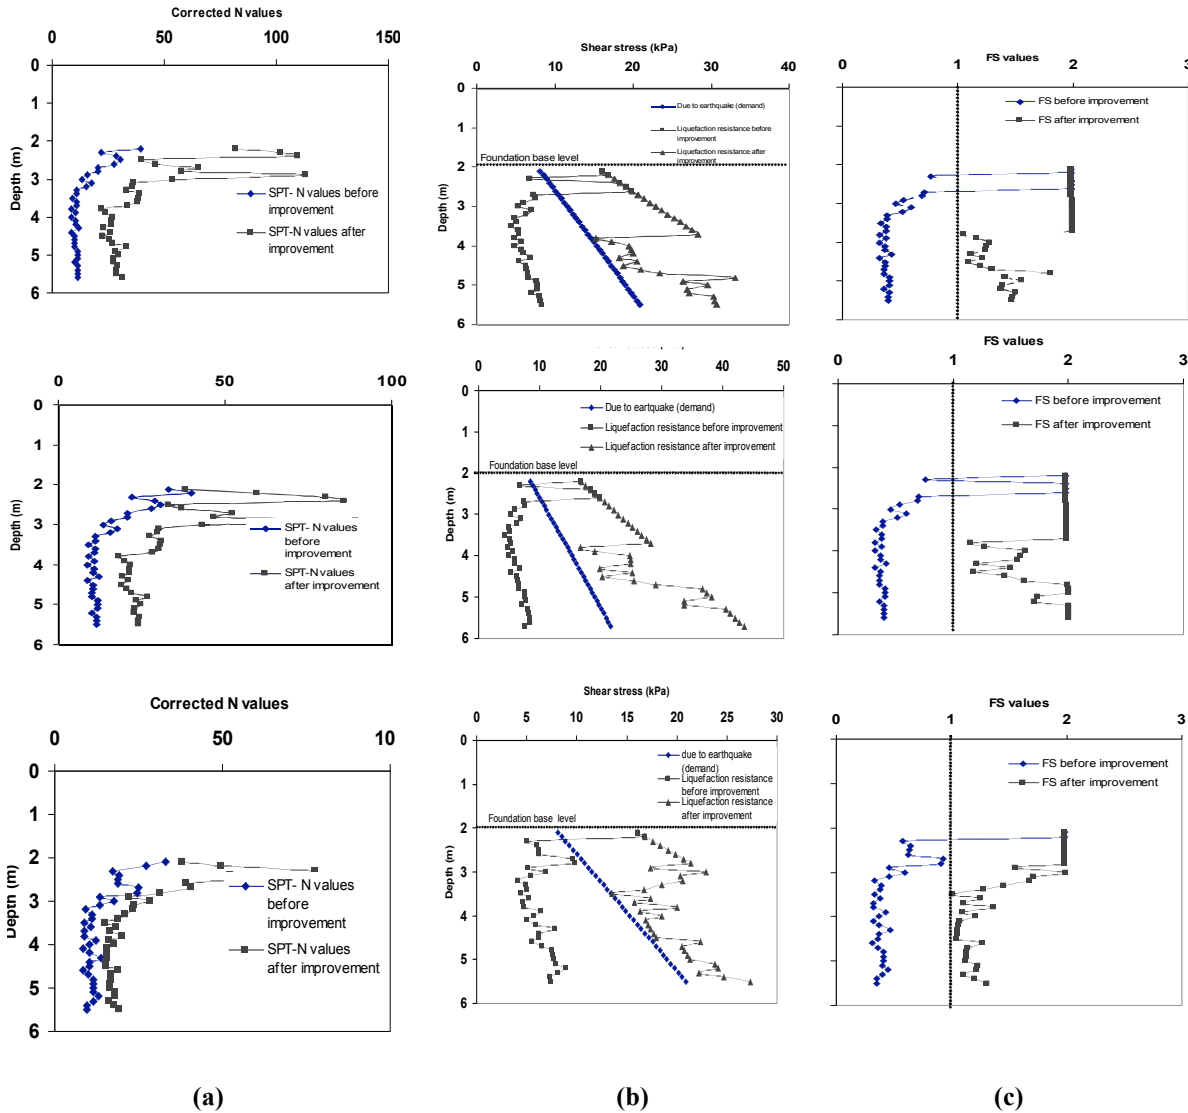 Corrected N values
0 50 100 150
0
1
2
3
4
5
6
Depth (m)
SPT- N values before
improvement
SPT-N values after
improvement
Shear stress (kPa)
0 10 20 30 40
0
1
2
3
4
5
6
Depth (m)
Due to earthquake (demand)
Liquefaction resistance before
improvement
Liquefaction resistance after
improvement
Foundation base level
FS values
0 1 2 3
FS before improvement
FS after improvement
0 50 100
0
1
2
3
4
5
6
Depth (m)
SPT- N values
before
improvement
SPT-N values
after improvement
0 10 20 30 40 50
0
1
2
3
4
5
6
Depth (m)
Due to earthquake (demand)
Liquefaction resistance before improvement
Liquefaction resistance after improvement
Foundation base level
FS values
0 1 2 3
FS before improvement
FS after improvement
Corrected N values
0 50 10
0
1
2
3
4
5
6
Depth (m)
SPT- N values
before
improvement
SPT-N values
after improvement
Shear stress (kPa)
0 5 10 15 20 25 30
0
1
2
3
4
5
6
Depth (m)
due to earthquake
(demand)
Liquefaction resistance
before improvement
Liquefaction resistance
after improvement
Foundation base level
FS values
0 1 2 3
FS before improvement
FS after improvement
(a) (b) (c)